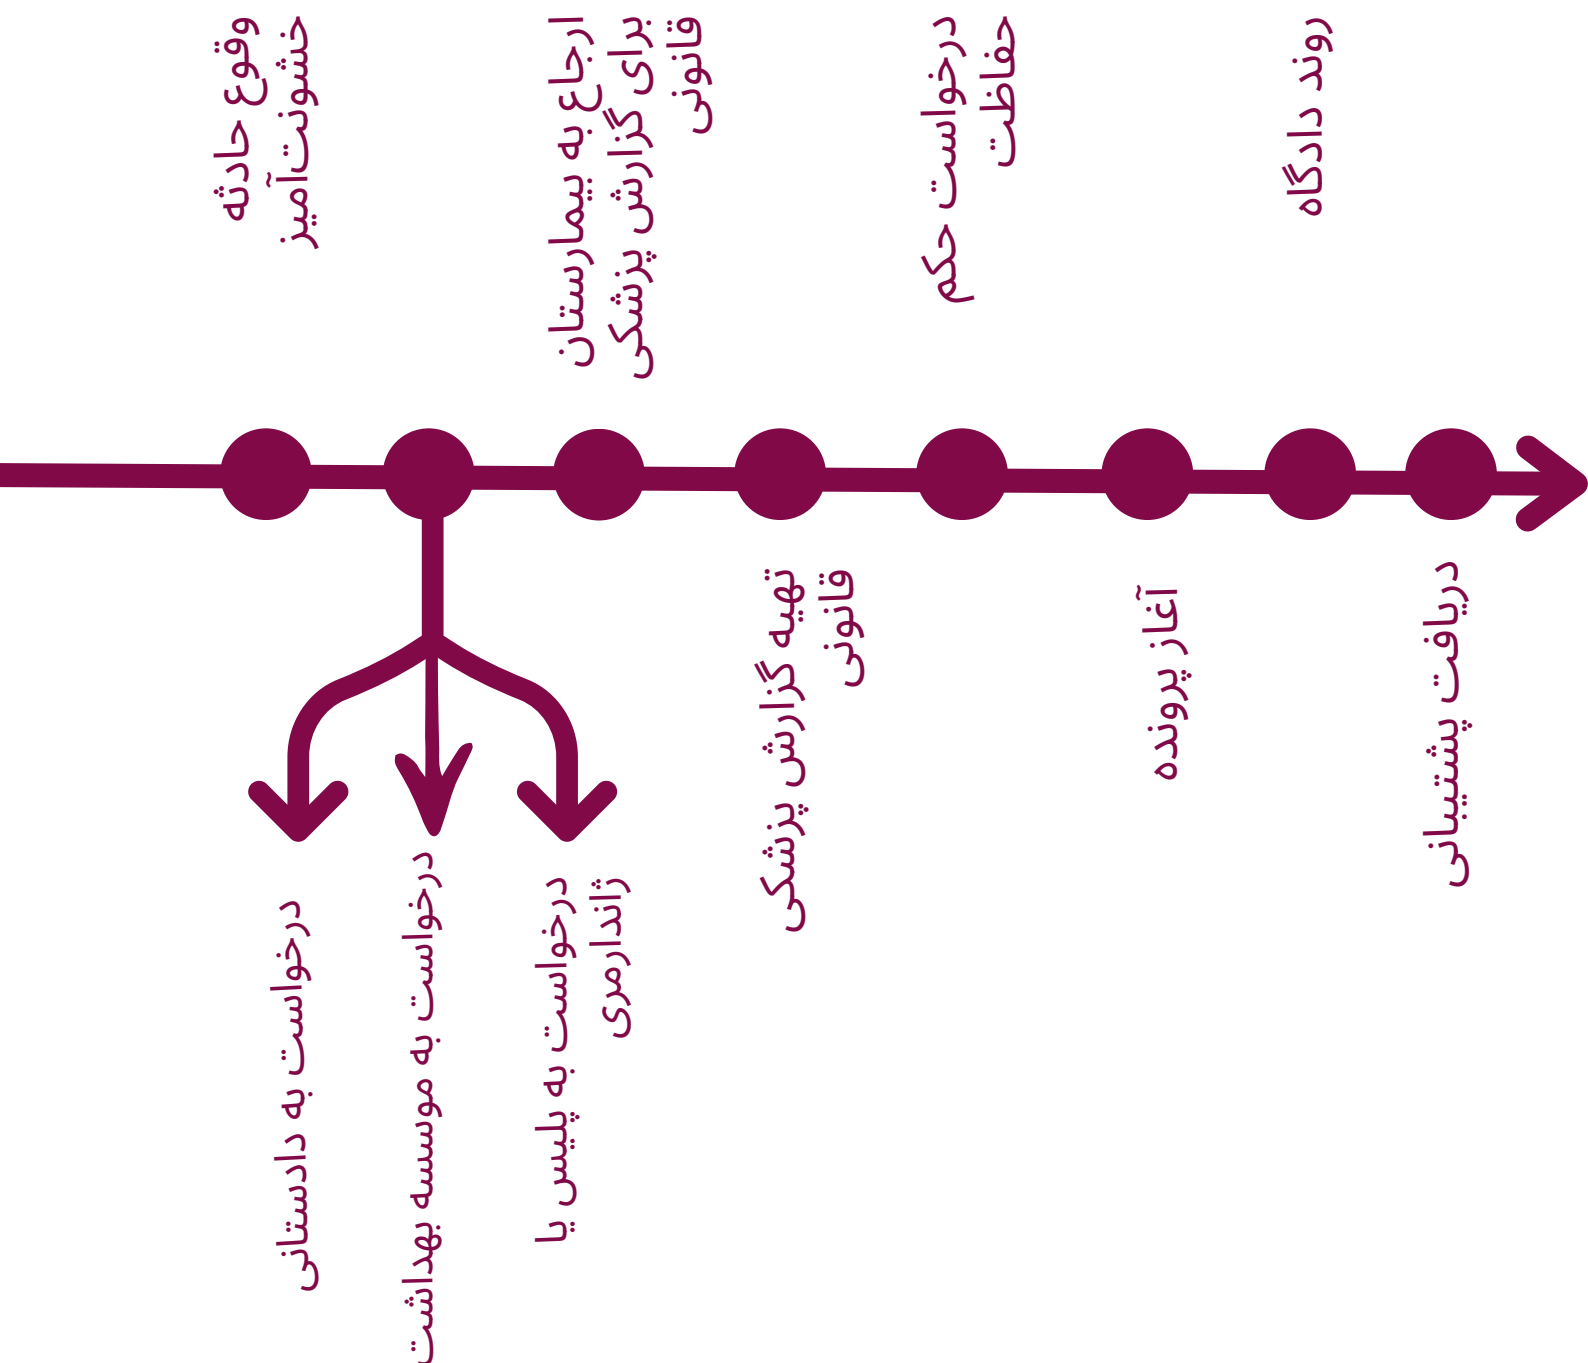 وقوع حادثه
خشونت‌آمیز
درخواست به دادستانی
درخواست به موسسه بهداشت
درخواست به پلیس یا
ژاندارمری
ارجاع به بیمارستان
برای گزارش پزشکی
قانونی
تهیه گزارش پزشکی
قانونی
درخواست حکم
حفاظت
آغاز پرونده
روند دادگاه
دریافت پشتیبانی